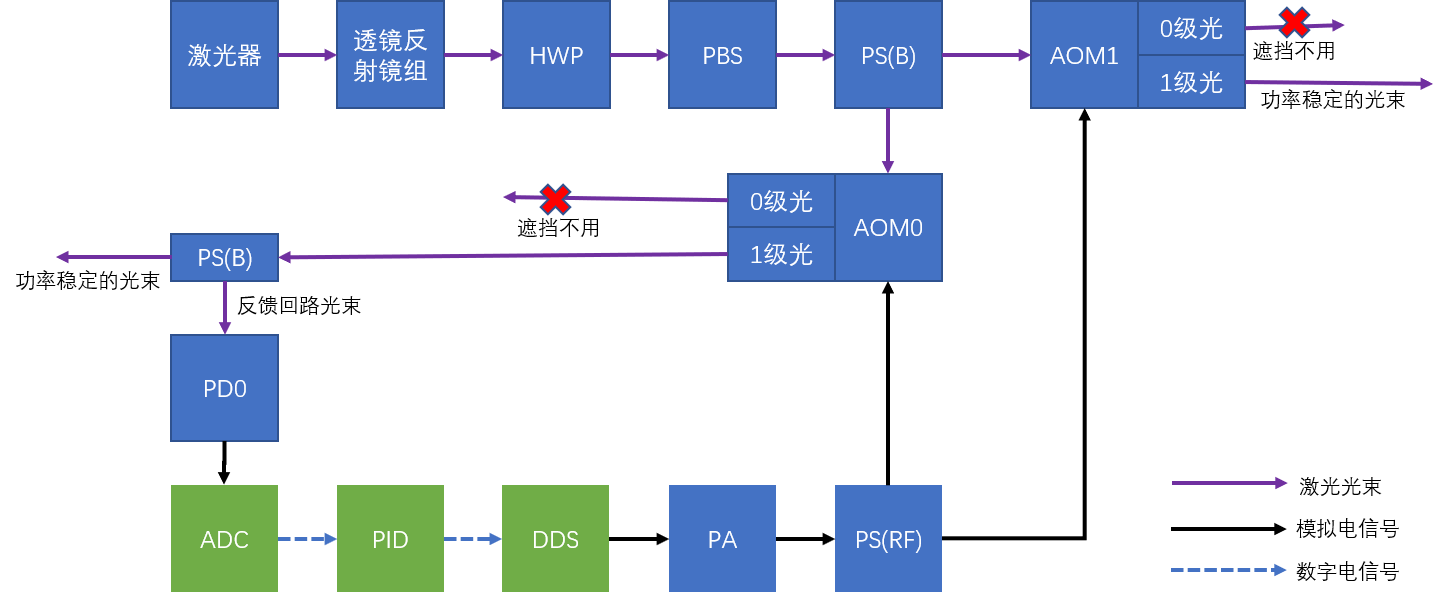 激光器
透镜反
射镜组
HWP
PBS
PS(B)
AOM1
0级光
1级光
遮挡不用
功率稳定的光束
0级光
1级光
AOM0
遮挡不用
PS(B)
功率稳定的光束
反馈回路光束
PD0
ADC
PID
DDS
PA
PS(RF)
激光光束
模拟电信号
数字电信号